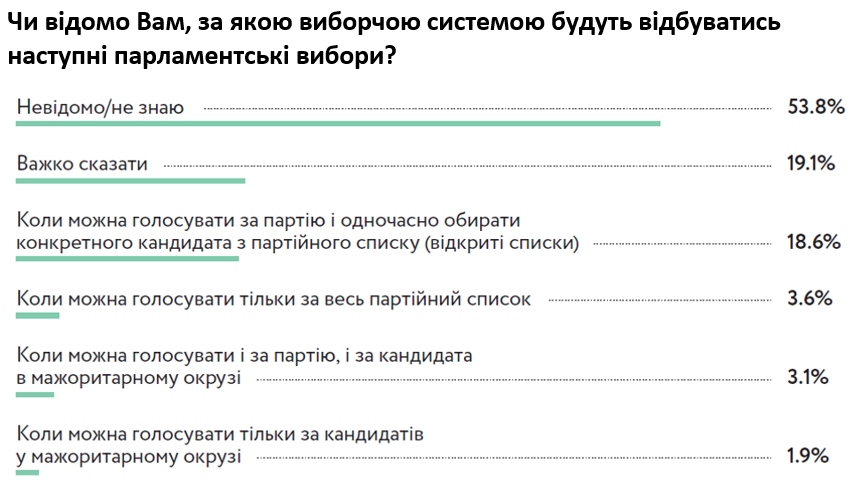 Чи відомо Вам, за якою виборчою системою будуть відбуватись
наступні парламентські вибори?
Невідомо/не знаю 53.8%
Важко сказати 19.1%
Коли можна голосувати за партію і одночасно обирати
конкретного кандидата з партійного списку (відкриті списки) 18.6%
Коли можна голосувати тільки за весь партійний список 3.6%
Коли можна голосувати і за партію, і за кандидата
в мажоритарному окрузі 3.1%
Коли можна голосувати тільки за кандидатів
у мажоритарному окрузі 1.9%